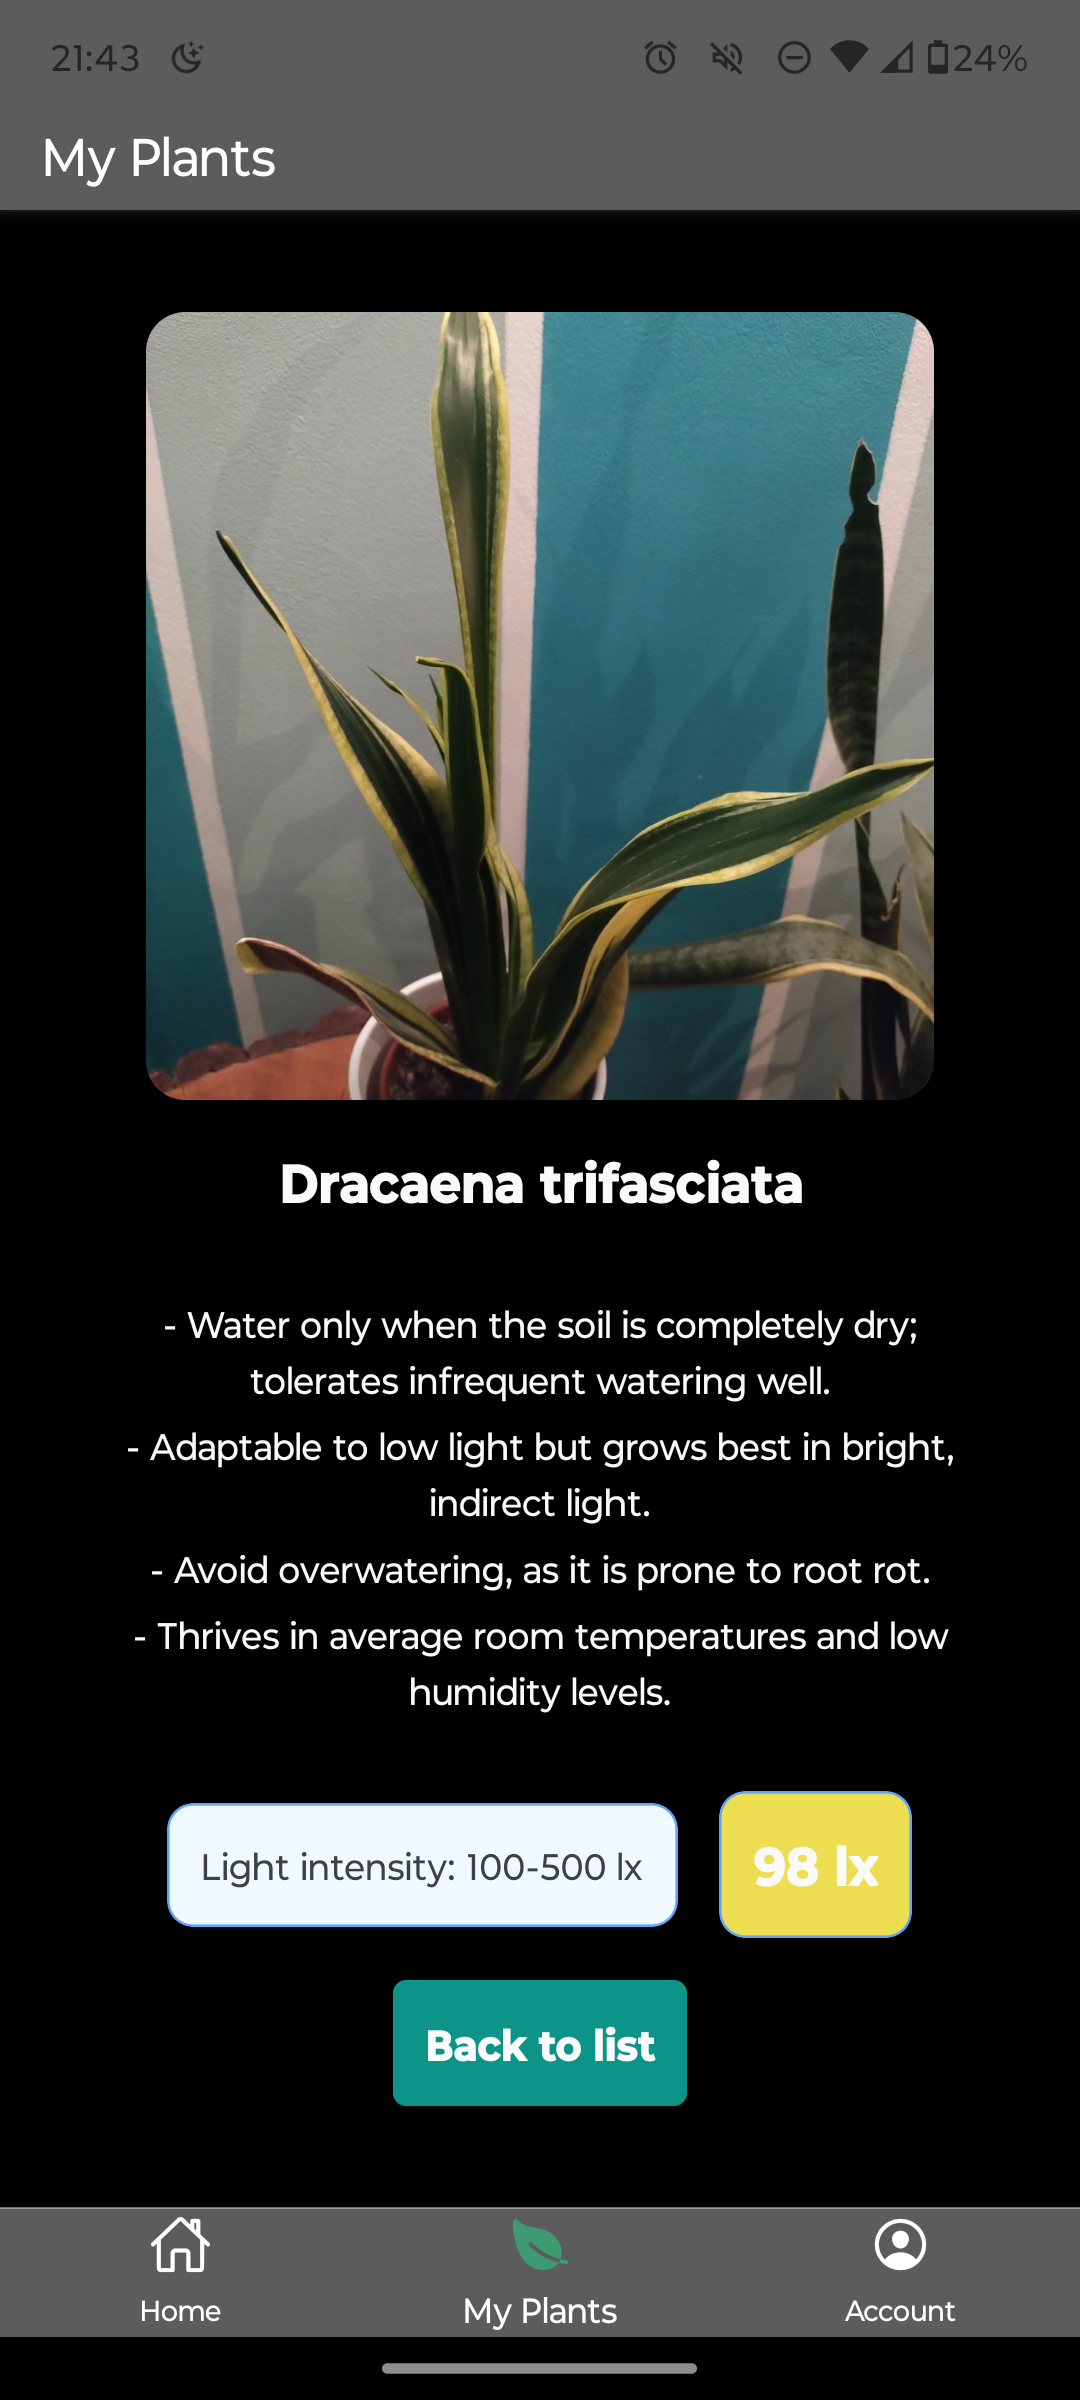 21:43
24%
My Plants
Dracaena trifasciata
- Water only when the soil is completely dry;
tolerates infrequent watering well.
- Adaptable to low light but grows best in bright,
indirect light.
- Avoid overwatering, as it is prone to root rot.
- Thrives in average room temperatures and low
humidity levels.
Light intensity: 100-500 lx
98 lx
Back to list
Home
My Plants
Account